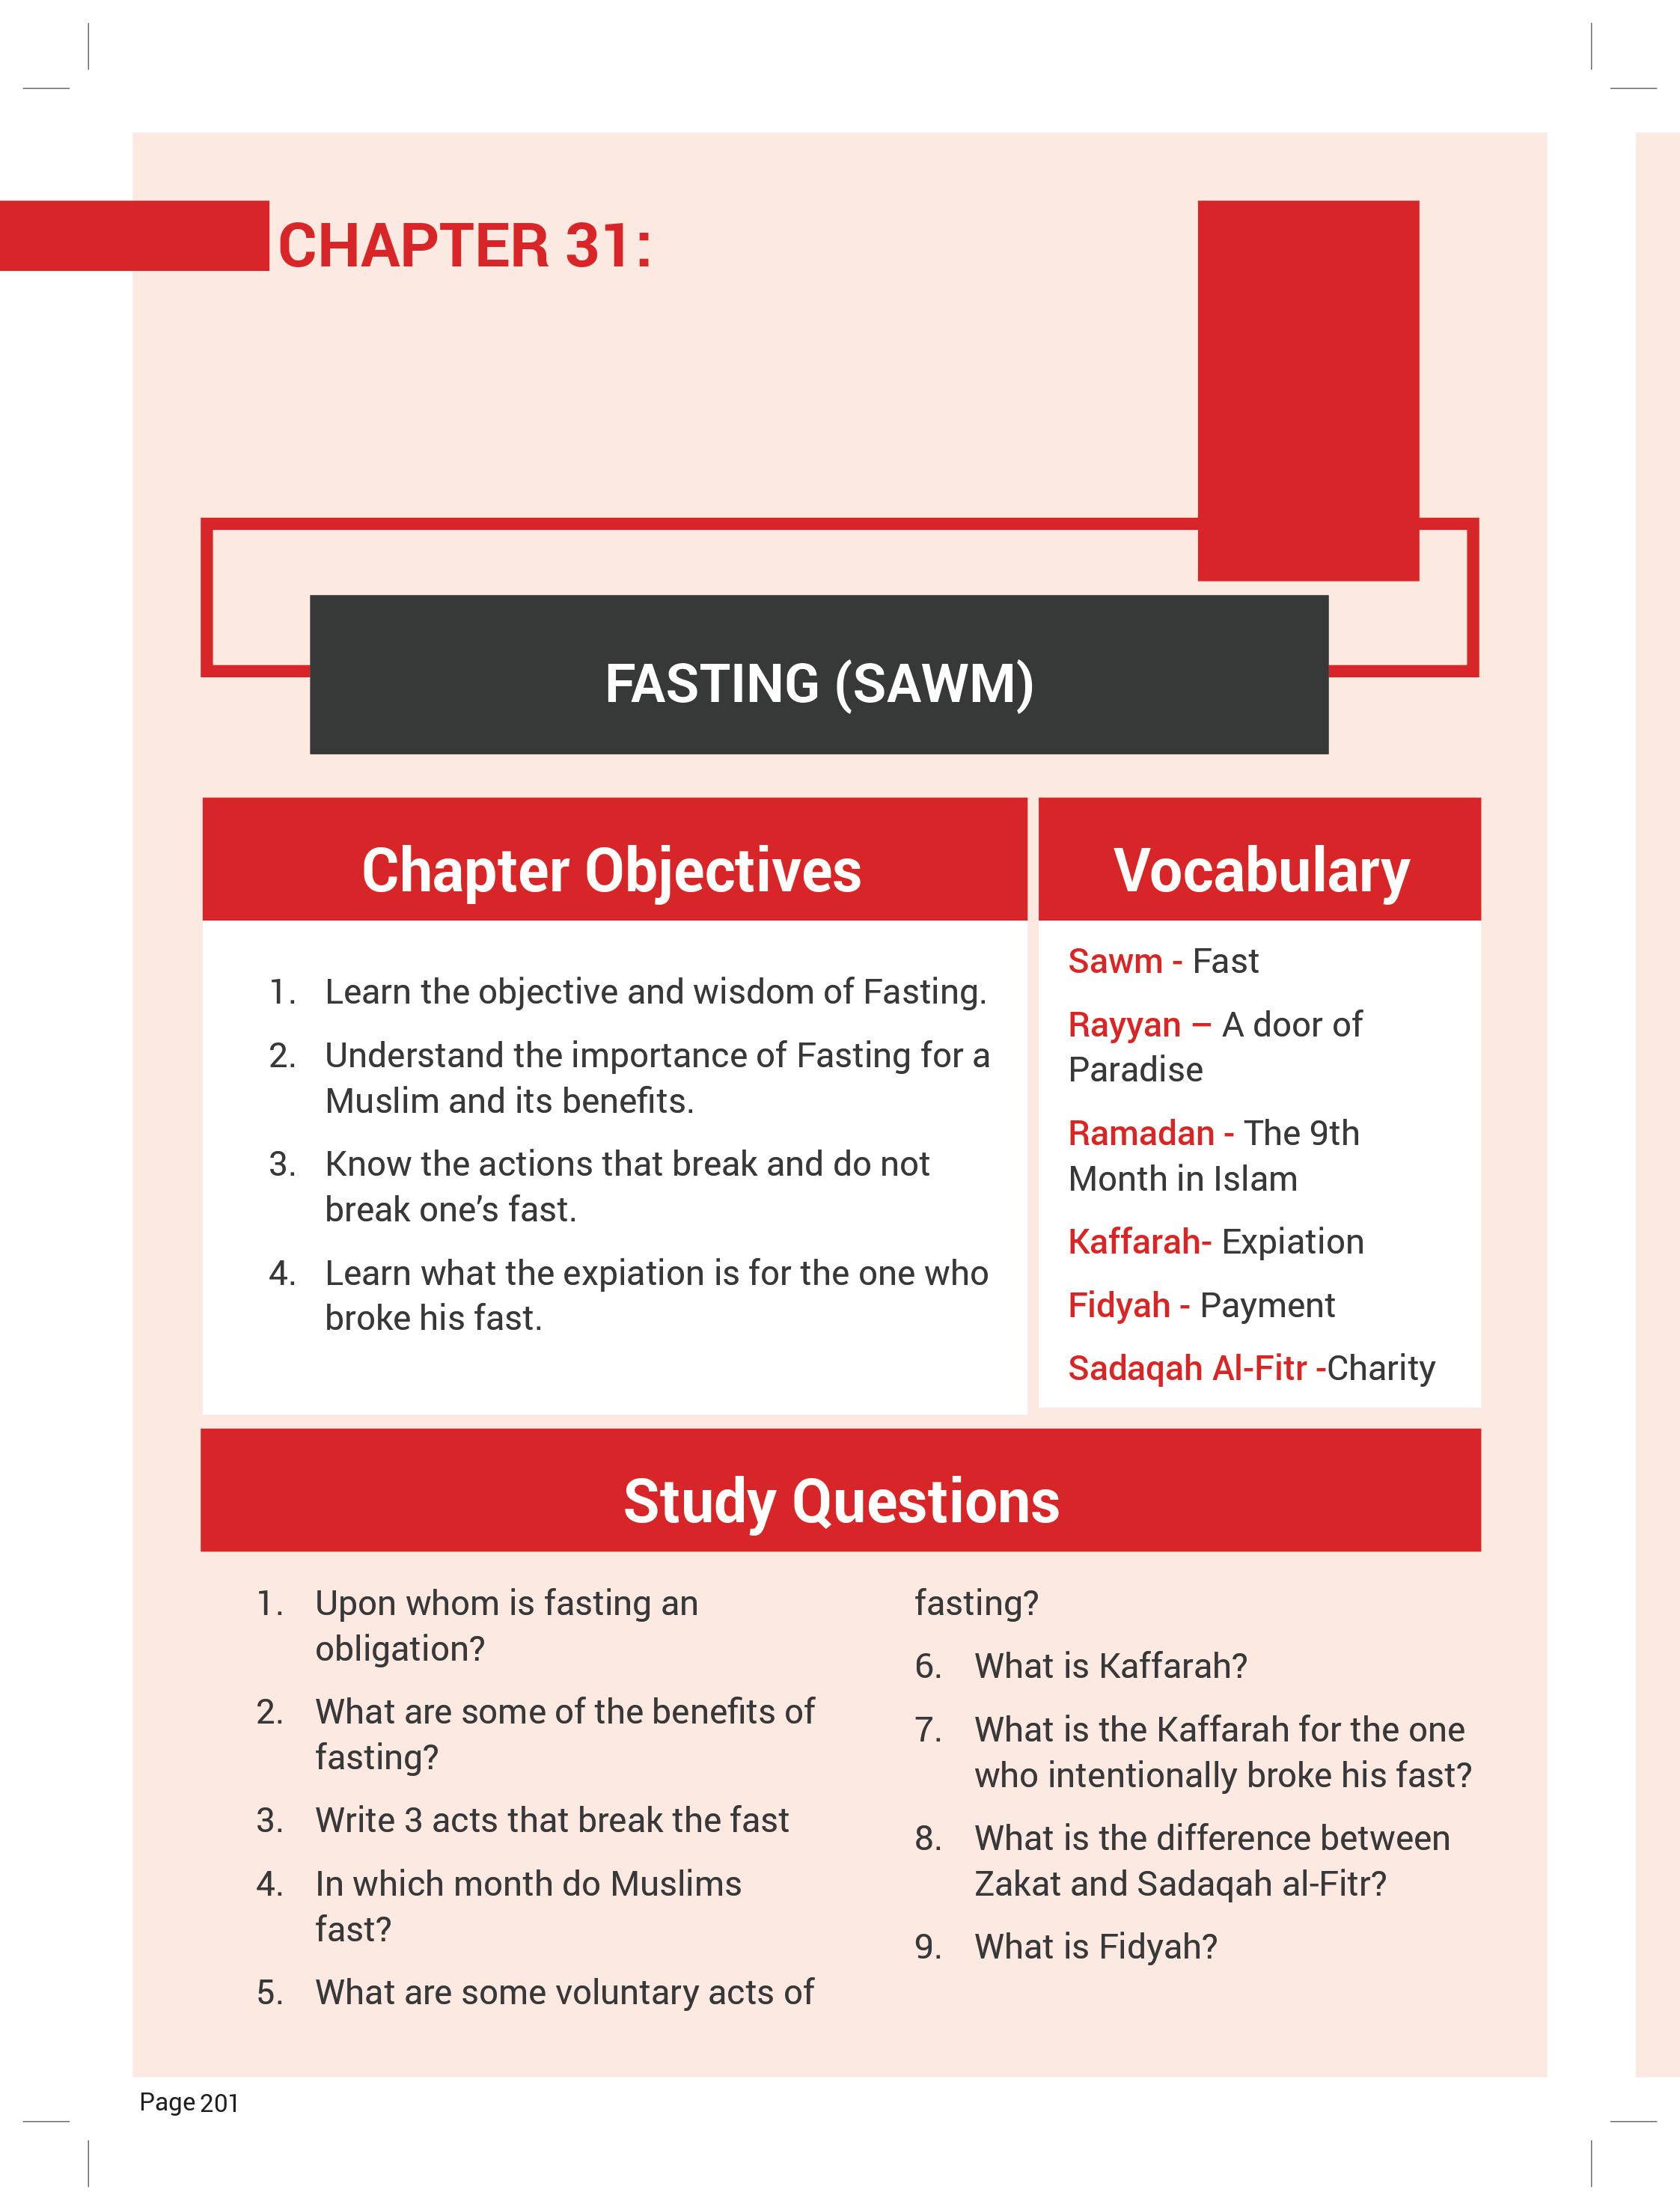 CHAPTER 31:
FASTING (SAWM)
Chapter Objectives
1. Learn the objective and wisdom of Fasting.
2. Understand the importance of Fasting for a
Muslim and its benefits.
3. Know the actions that break and do not
break one’s fast.
4. Learn what the expiation is for the one who
broke his fast.
Vocabulary
Sawm - Fast
Rayyan – A door of
Paradise
Ramadan - The 9th
Month in Islam
Kaffarah- Expiation
Fidyah - Payment
Sadaqah Al-Fitr -Charity
Study Questions
1. Upon whom is fasting an
obligation?
2. What are some of the benefits of
fasting?
3. Write 3 acts that break the fast
4. In which month do Muslims
fast?
5. What are some voluntary acts of
fasting?
6. What is Kaffarah?
7. What is the Kaffarah for the one
who intentionally broke his fast?
8. What is the difference between
Zakat and Sadaqah al-Fitr?
9. What is Fidyah?
Page 201